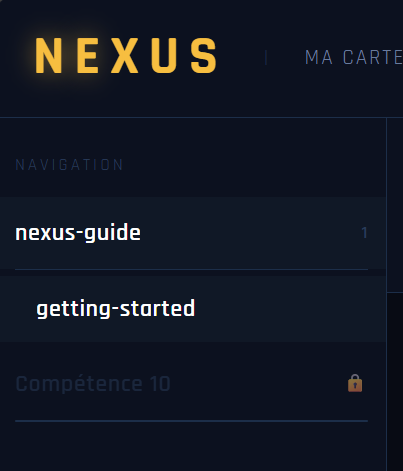 NEXUS | MA CARTE
NAVIGATION
nexus-guide 1
getting-started
Compétence 10